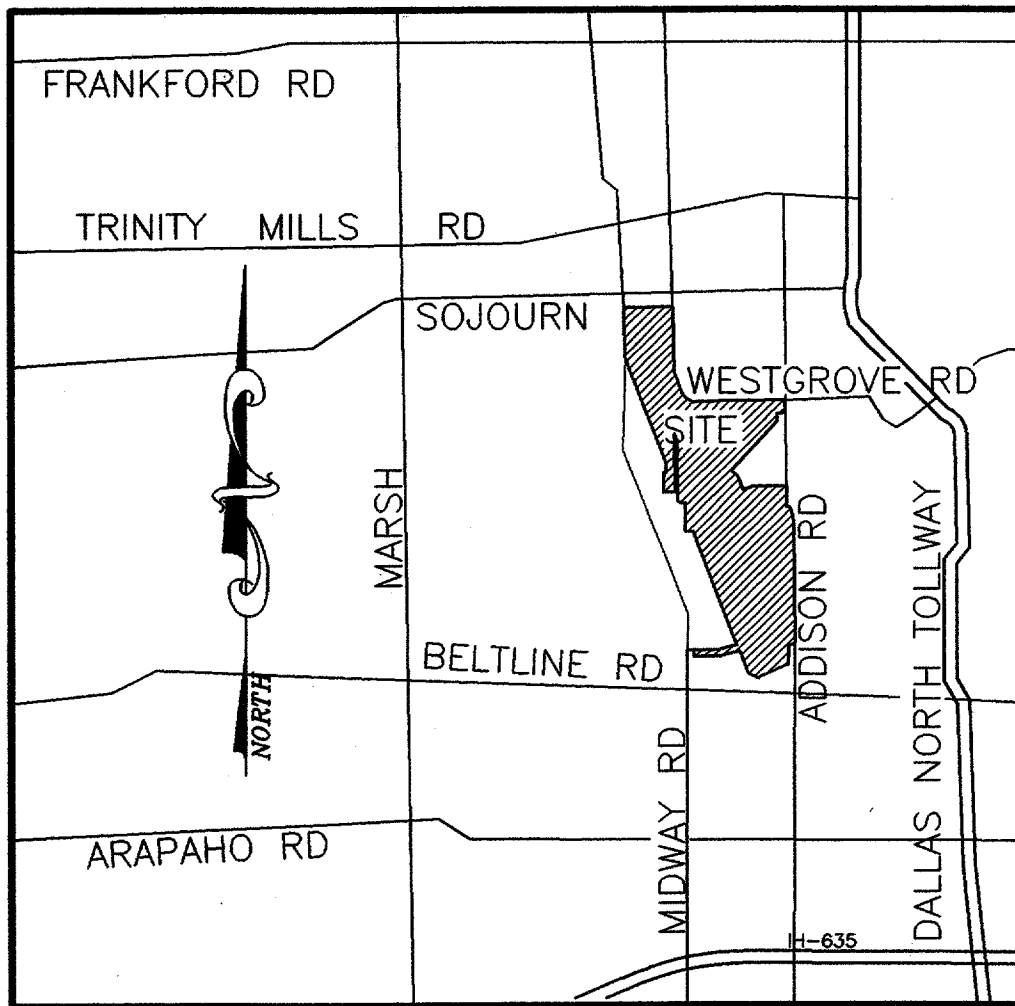 FRANKFORD RD
TRINITY MILLS RD
SOJOURN
WESTGROVE RD
SITE
MARSH
ADDISON RD
DALLAS NORTH TOLLWAY
BELTLINE RD
NORTH
MIDWAY RD
ARAPAHO RD
IH-635